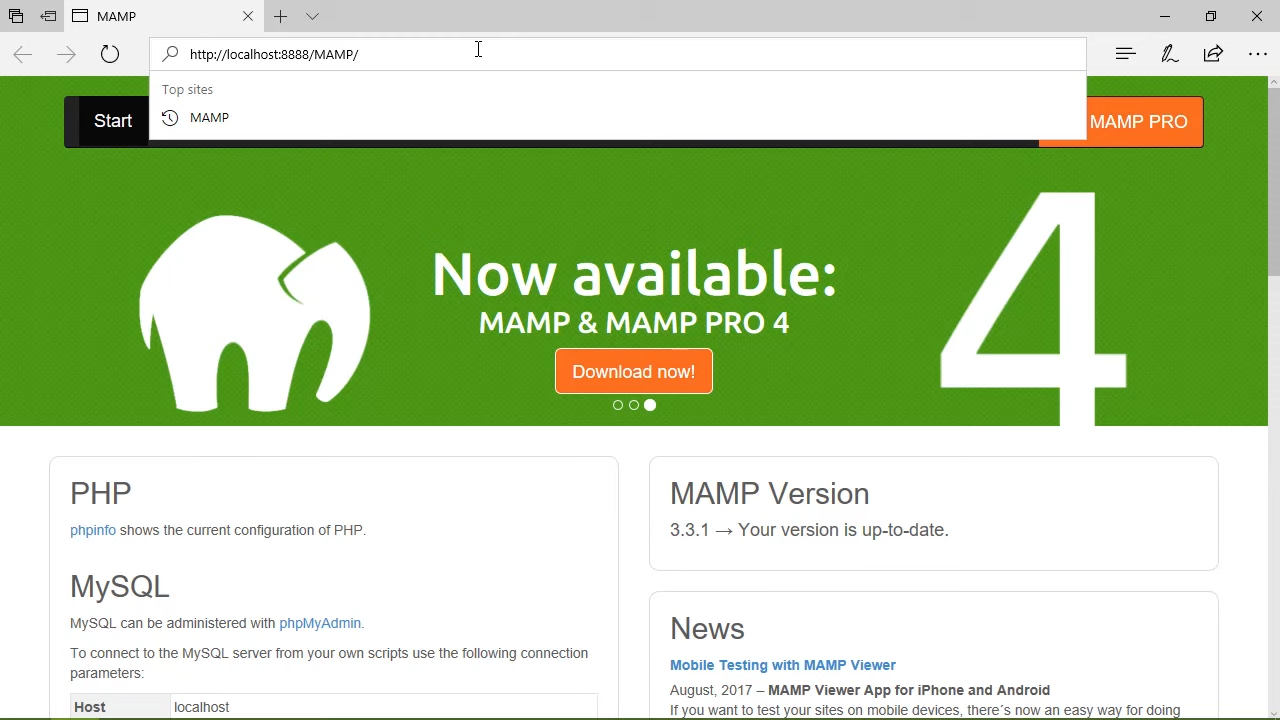 MAMP
http://localhost:8888/MAMP/
Top sites
MAMP
Start
MAMP PRO
Now available:
MAMP & MAMP PRO 4
Download now!
4
PHP
phpinfo shows the current configuration of PHP.
MySQL
MySQL can be administered with phpMyAdmin.
To connect to the MySQL server from your own scripts use the following connection
parameters:
Host localhost
MAMP Version
3.3.1 → Your version is up-to-date.
News
Mobile Testing with MAMP Viewer
August, 2017 – MAMP Viewer App for iPhone and Android
If you want to test your sites on mobile devices, there´s now an easy way for doing